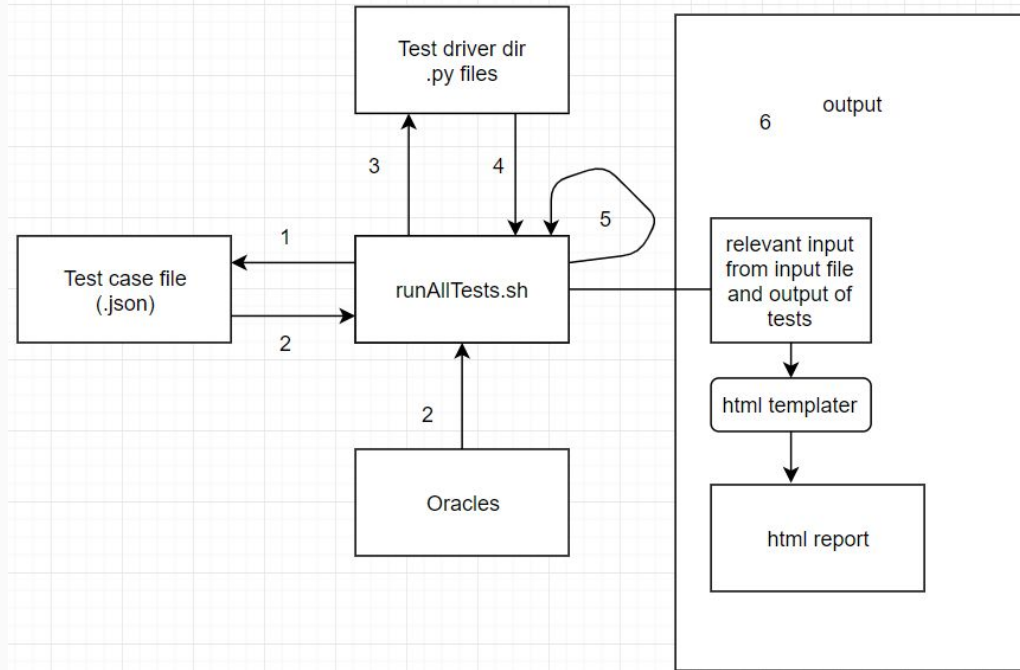 Test driver dir
.py files
output
6
3
4
5
1
Test case file
(.json)
runAllTests.sh
relevant input
from input file
and output of
tests
2
html templater
2
Oracles
html report